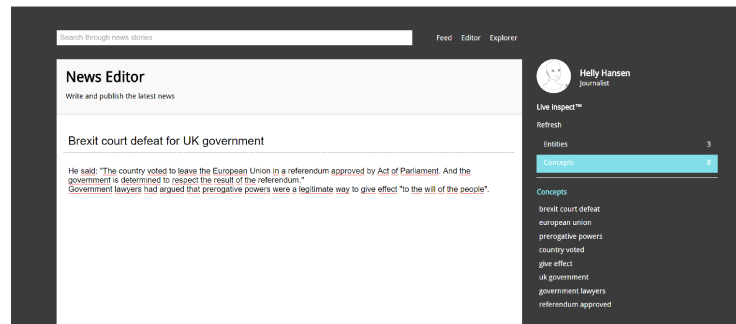 Search through news stories
Feed Editor Explorer
News Editor
Write and publish the latest news
Brexit court defeat for UK government
He said: "The country voted to leave the European Union in a referendum approved by Act of Parliament. And the
government is determined to respect the result of the referendum."
Government lawyers had argued that prerogative powers were a legitimate way to give effect "to the will of the people".
Helly Hansen
Journalist
Live inspect™
Refresh
Entities 3
Concepts 8
Concepts
brexit court defeat
european union
prerogative powers
country voted
give effect
uk government
government lawyers
referendum approved